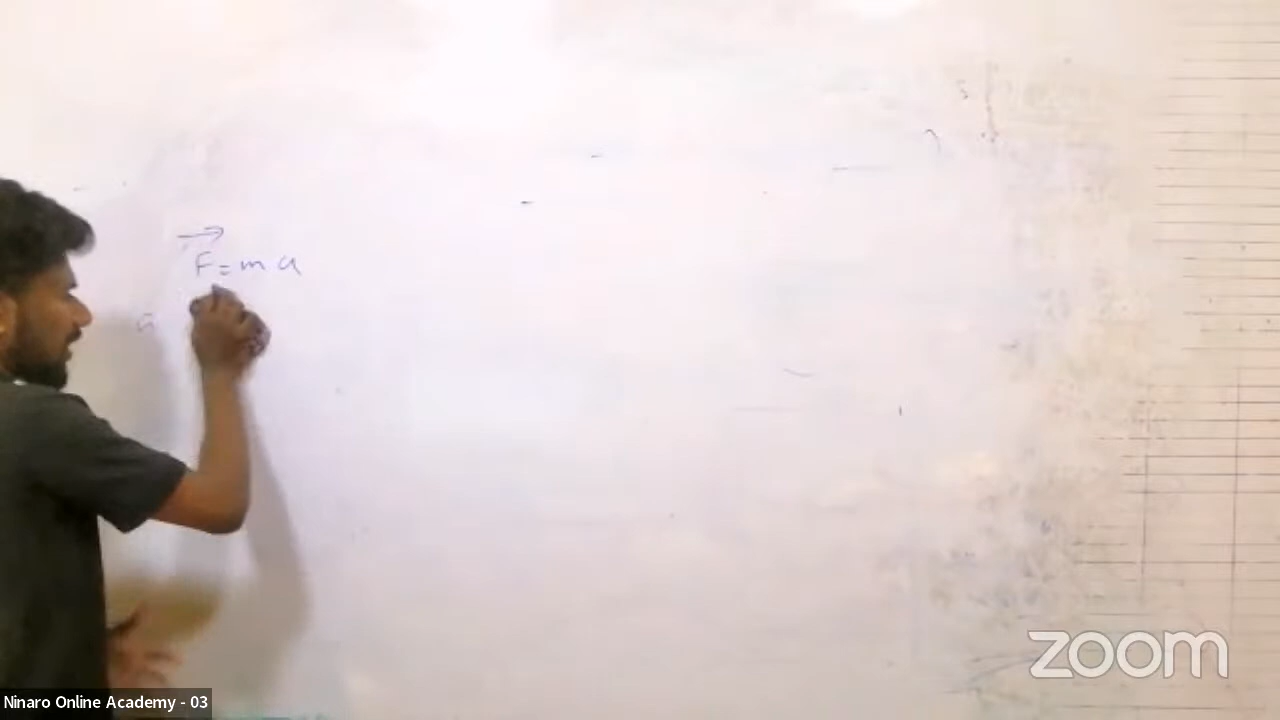 →
F = m a
a
zoom
Ninaro Online Academy - 03